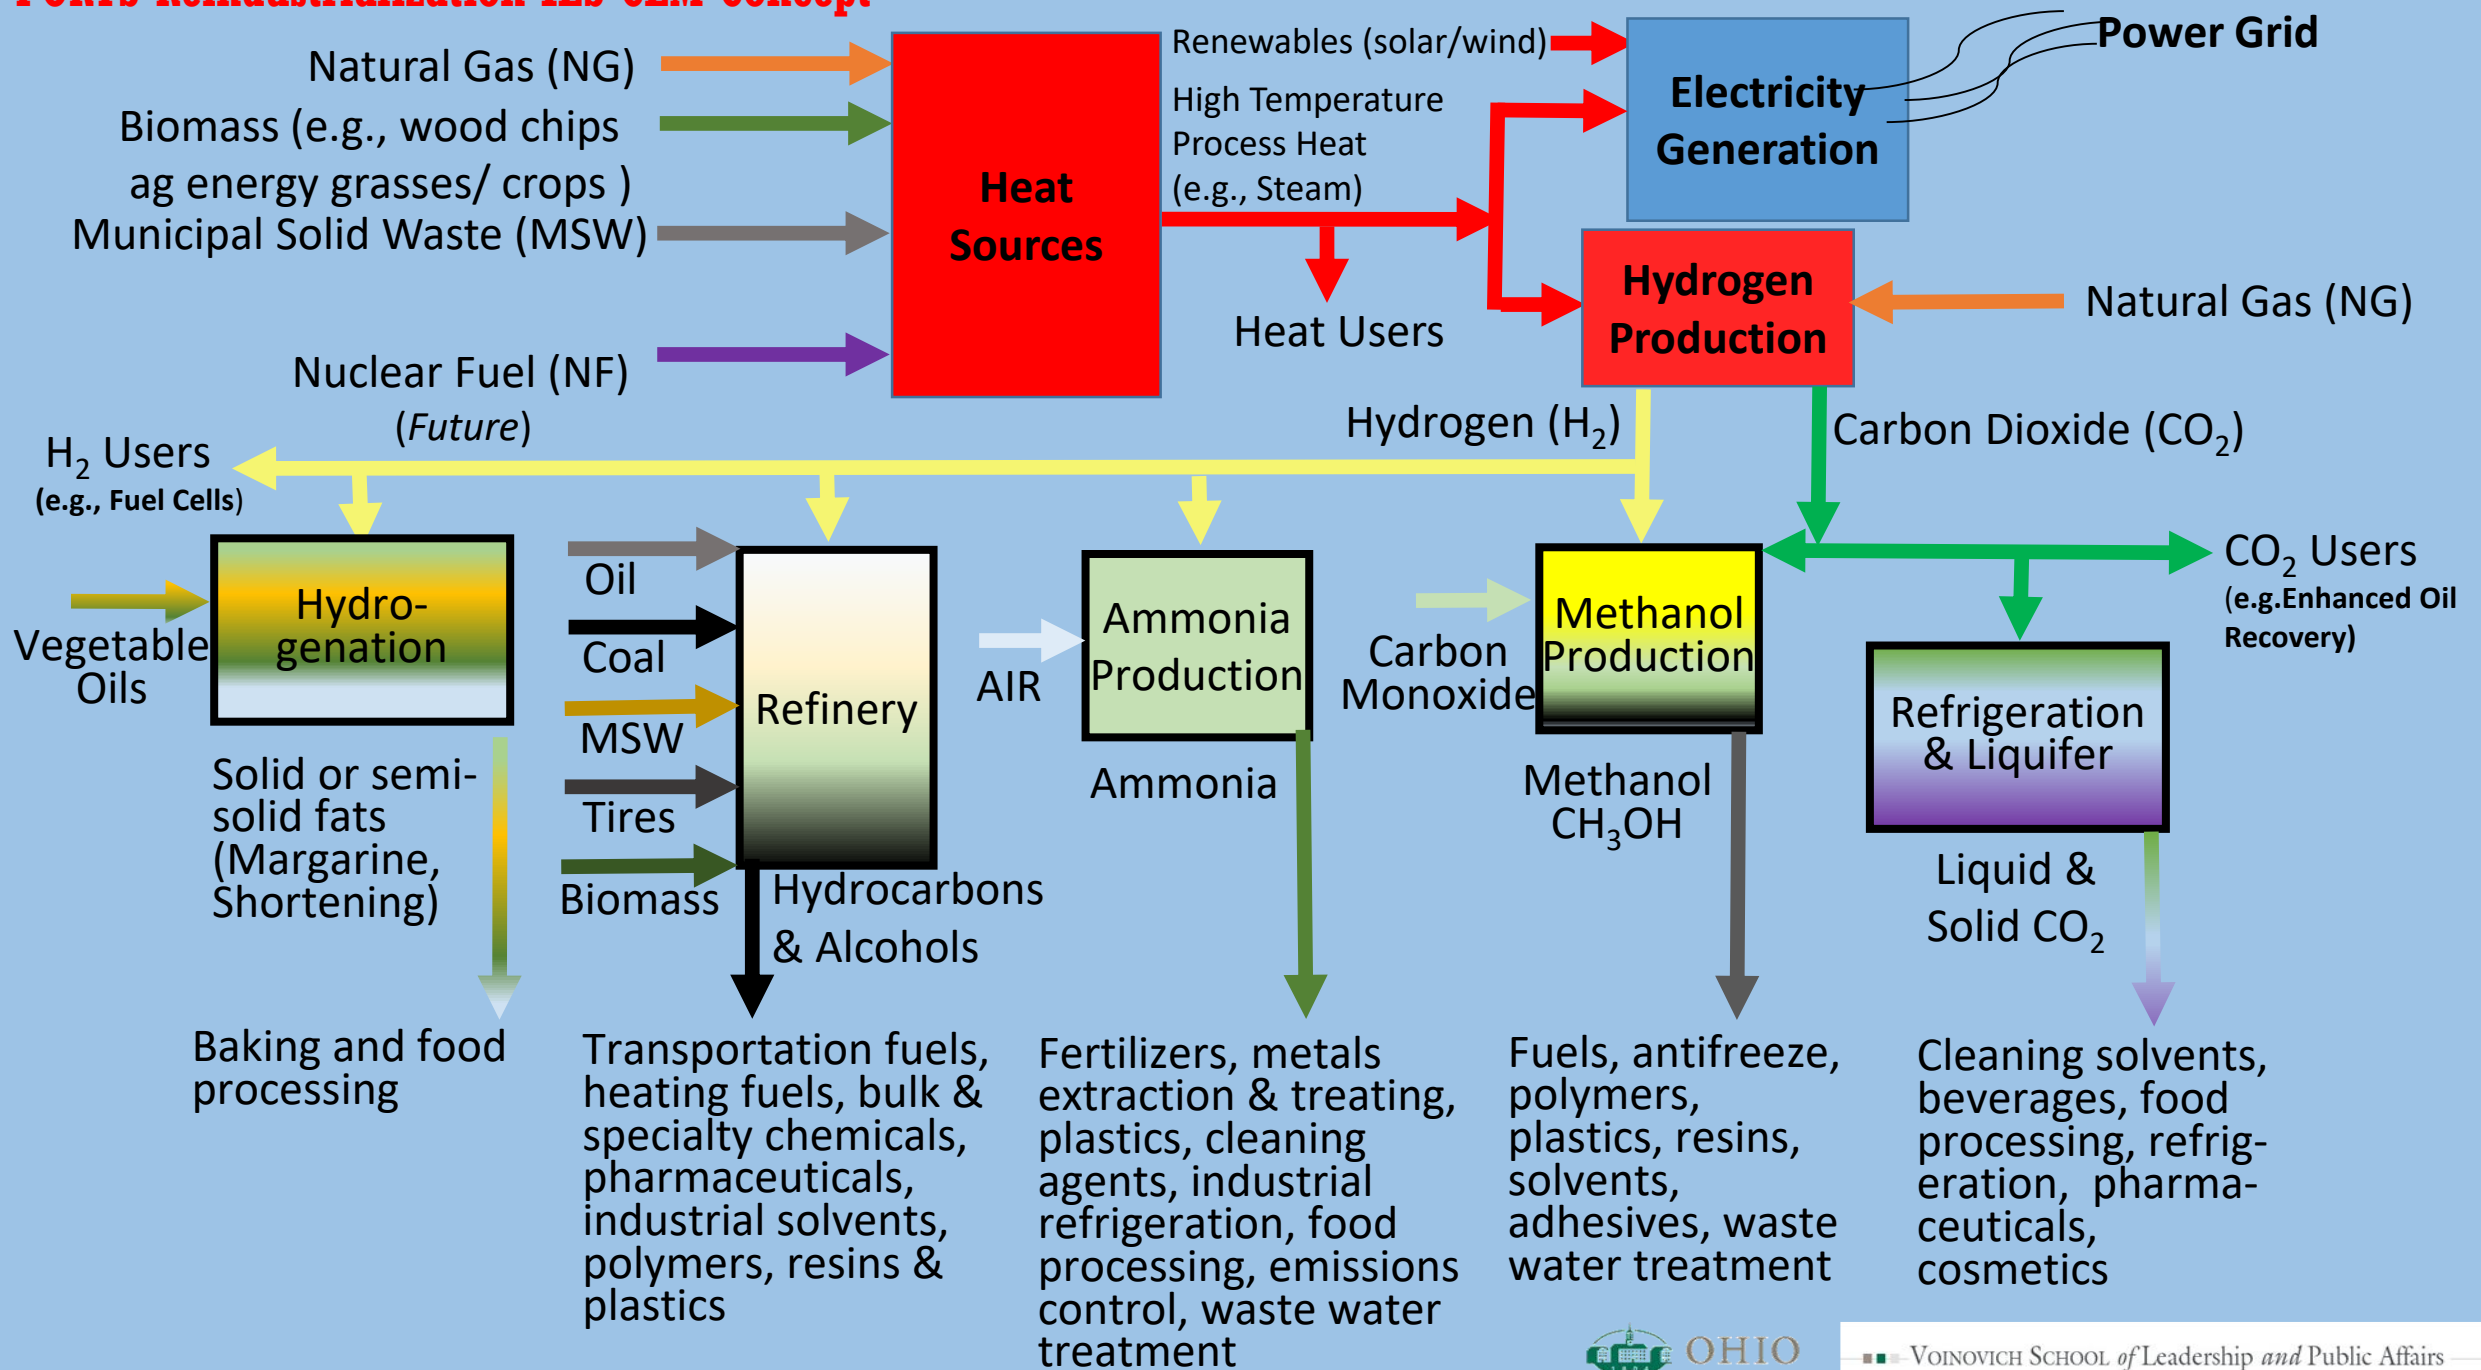 Reindustrialization
Concept
Natural Gas (NG)
Biomass (e.g., wood chips
ag energy grasses/ crops )
Municipal Solid Waste (MSW)
Nuclear Fuel (NF)
(Future)
Heat
Sources
Renewables (solar/wind)
High Temperature
Process Heat
(e.g., Steam)
Heat Users
Electricity
Generation
Power Grid
Hydrogen
Production
Natural Gas (NG)
Hydrogen (H₂)
Carbon Dioxide (CO₂)
H₂ Users
(e.g., Fuel Cells)
Vegetable
Oils
Hydro-
genation
Oil
Coal
MSW
Tires
Biomass
Refinery
AIR
Ammonia
Production
Carbon
Monoxide
Methanol
Production
CO₂ Users
(e.g.Enhanced Oil
Recovery)
Refrigeration
& Liquifer
Solid or semi-
solid fats
(Margarine,
Shortening)
Hydrocarbons
& Alcohols
Ammonia
Methanol
CH₃OH
Liquid &
Solid CO₂
Baking and food
processing
Transportation fuels,
heating fuels, bulk &
specialty chemicals,
pharmaceuticals,
industrial solvents,
polymers, resins &
plastics
Fertilizers, metals
extraction & treating,
plastics, cleaning
agents, industrial
refrigeration, food
processing, emissions
control, waste water
treatment
Fuels, antifreeze,
polymers,
plastics, resins,
solvents,
adhesives, waste
water treatment
Cleaning solvents,
beverages, food
processing, refrig-
eration, pharma-
ceuticals,
cosmetics
OHIO
VOINOVICH SCHOOL of Leadership and Public Affairs